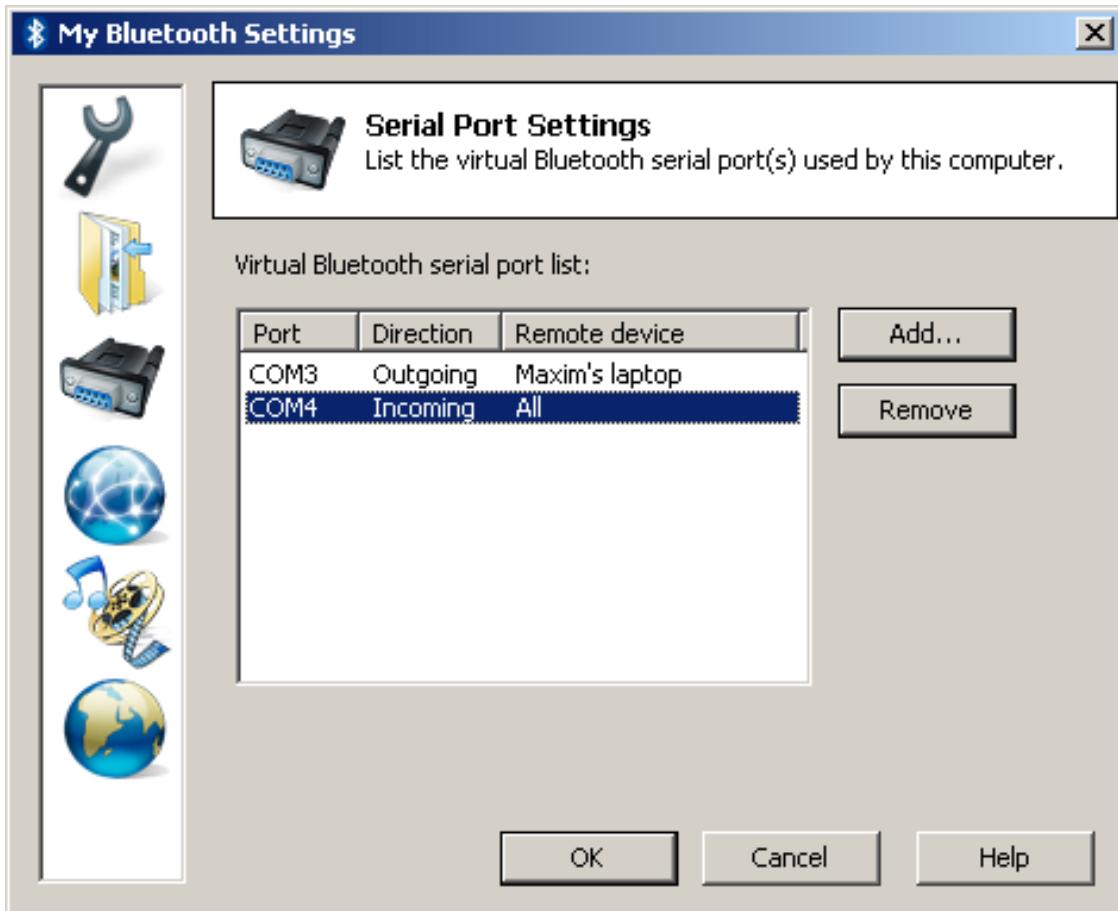 My Bluetooth Settings
Serial Port Settings
List the virtual Bluetooth serial port(s) used by this computer.
Virtual Bluetooth serial port list:
Port Direction Remote device
COM3 Outgoing Maxim's laptop
COM4 Incoming All
Add...
Remove
OK Cancel Help